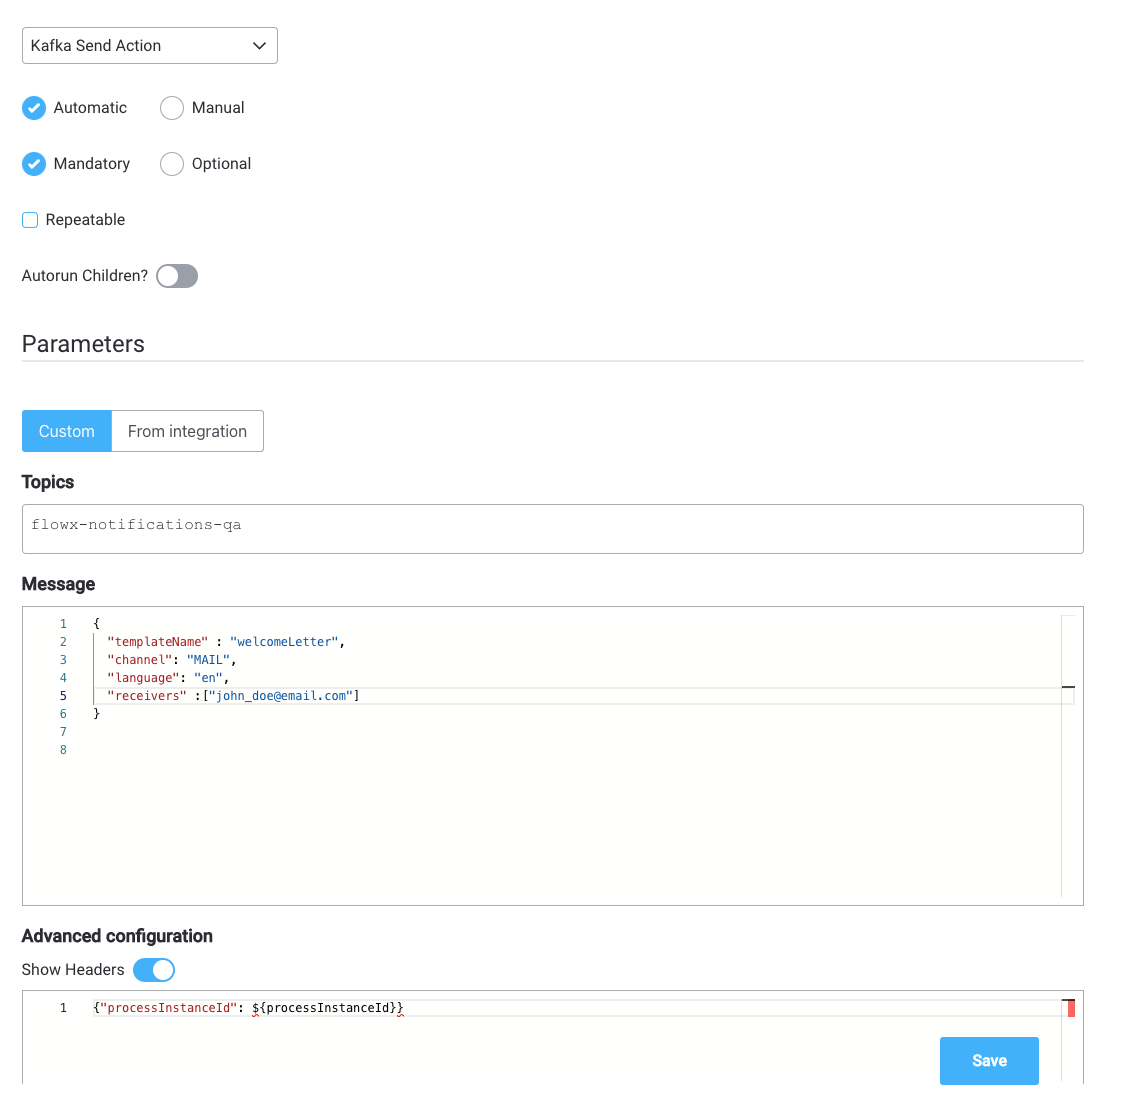 Kafka Send Action
Automatic Manual
Mandatory Optional
Repeatable
Autorun Children?
Parameters
Custom From integration
Topics
flowx-notifications-qa
Message
1 {
2 "templateName" : "welcomeLetter",
3 "channel": "MAIL",
4 "language": "en",
5 "receivers" :["john_doe@email.com"]
6 }
7
8
Advanced configuration
Show Headers
1 {"processInstanceId": ${processInstanceId}}
Save